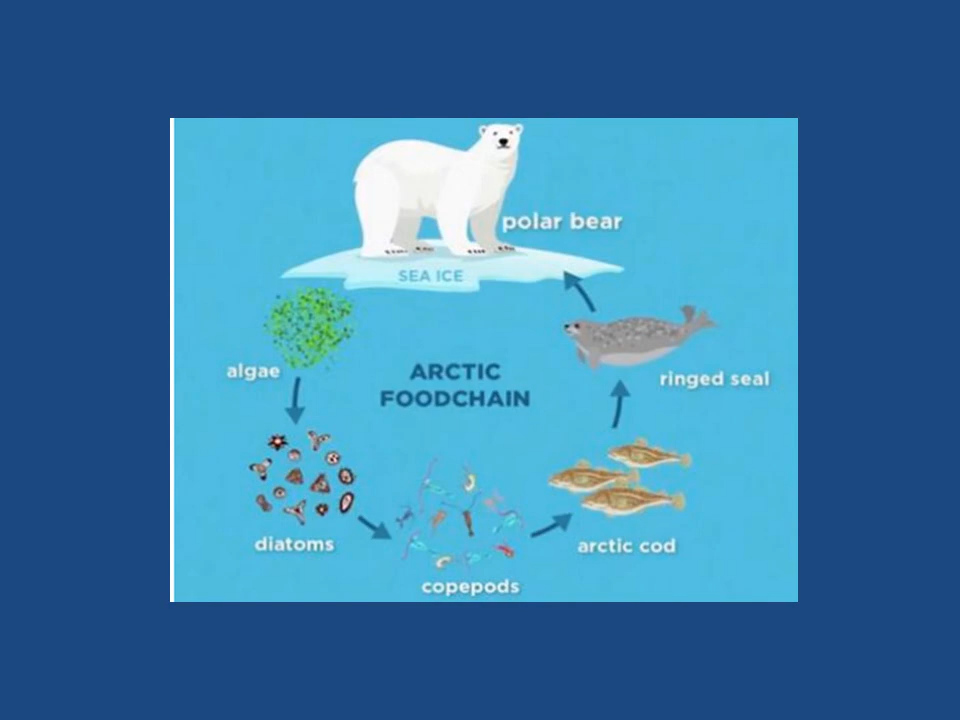 polar bear
SEA ICE
algae
ARCTIC
FOODCHAIN
ringed seal
diatoms
arctic cod
copepods